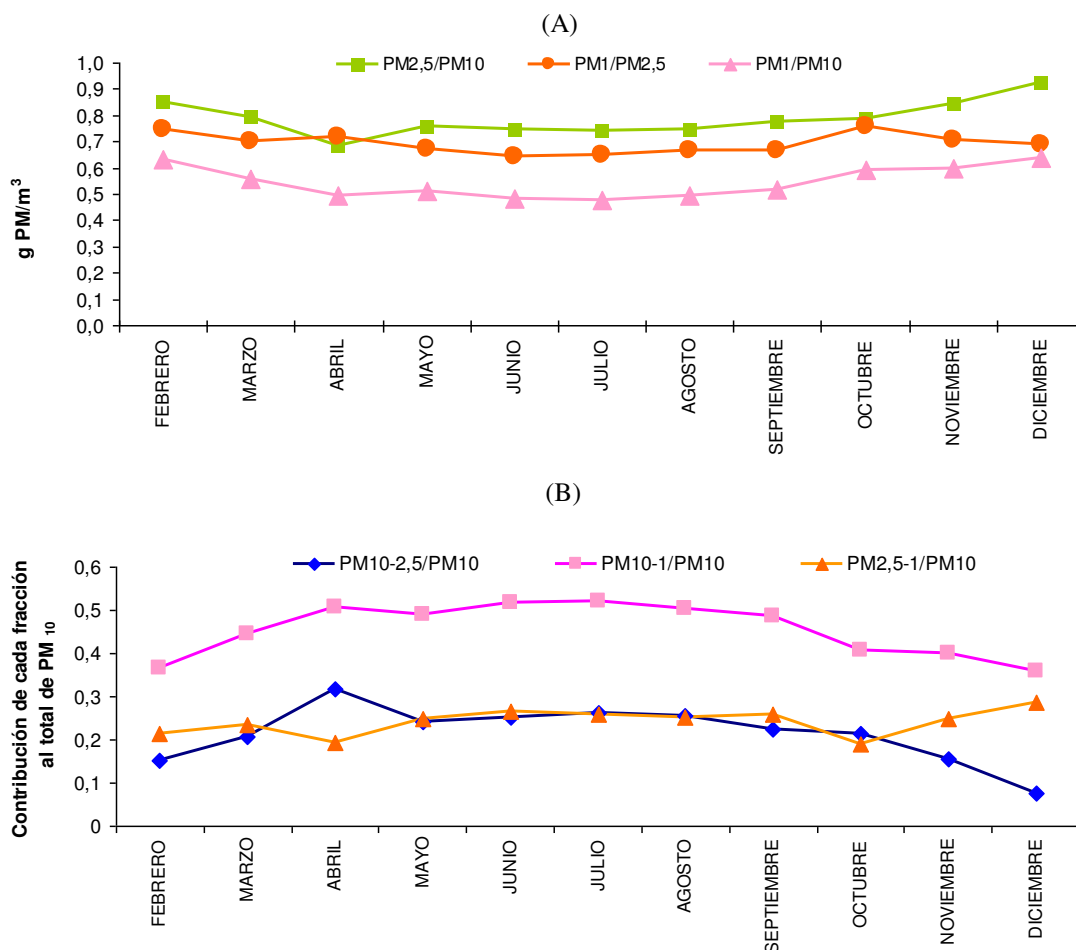 (A)
PM2,5/PM10 PM1/PM2,5 PM1/PM10
g PM/m³
1,0
0,9
0,8
0,7
0,6
0,5
0,4
0,3
0,2
0,1
0,0
FEBRERO
MARZO
ABRIL
MAYO
JUNIO
JULIO
AGOSTO
SEPTIEMBRE
OCTUBRE
NOVIEMBRE
DICIEMBRE
(B)
PM10-2,5/PM10 PM10-1/PM10 PM2,5-1/PM10
Contribución de cada fracción
al total de PM 10
0,6
0,5
0,4
0,3
0,2
0,1
0
FEBRERO
MARZO
ABRIL
MAYO
JUNIO
JULIO
AGOSTO
SEPTIEMBRE
OCTUBRE
NOVIEMBRE
DICIEMBRE